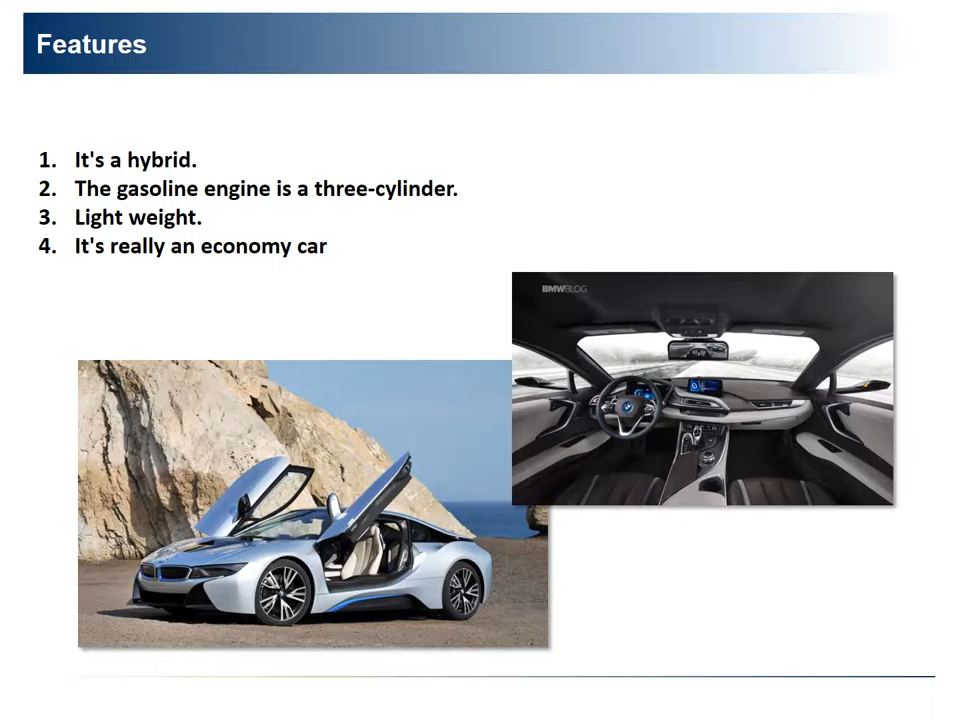 Features
1. It's a hybrid.
2. The gasoline engine is a three-cylinder.
3. Light weight.
4. It's really an economy car
BMWBLOG